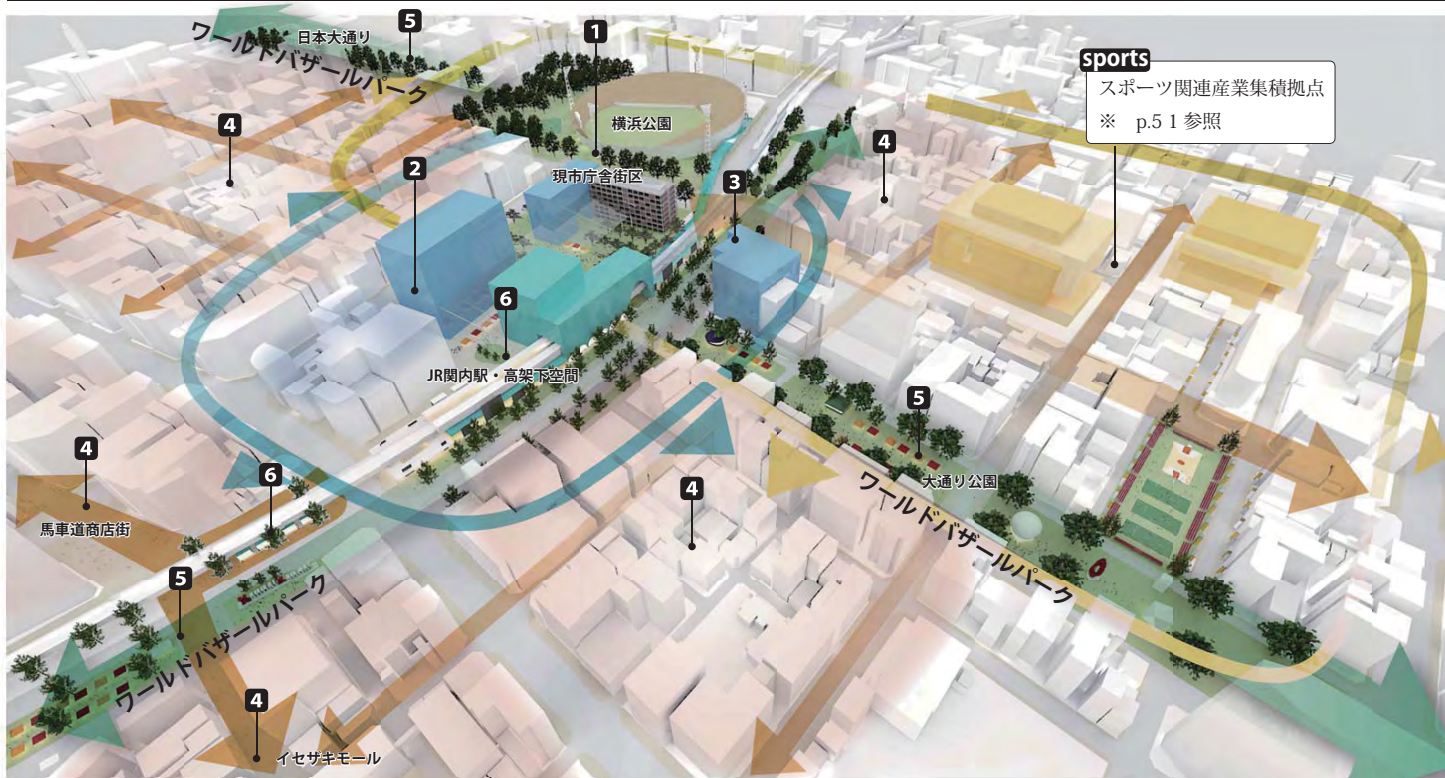 ワールドバザールパーク
日本大通り
5
1
sports
スポーツ関連産業集積拠点
※ p.5 1 参照
4
横浜公園
4
2
現市庁舎街区
3
6
JR関内駅・高架下空間
5
大通り公園
4
馬車道商店街
6
4
ワールドバザールパーク
5
ワールドバザールパーク
4
イセザキモール